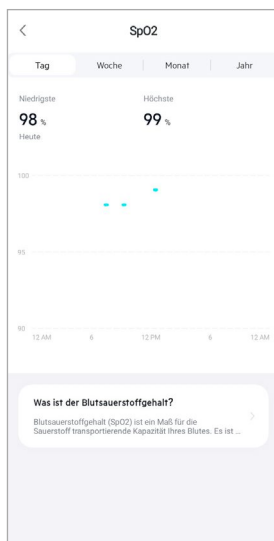 SpO2
Tag Woche Monat Jahr
Niedrigste Höchste
98 % 99 %
Heute
100
95
90
12 AM 6 12 PM 6 12 AM
Was ist der Blutsauerstoffgehalt?
Blutsauerstoffgehalt (SpO2) ist ein Maß für die
Sauerstoff transportierende Kapazität Ihres Blutes. Es ist ...